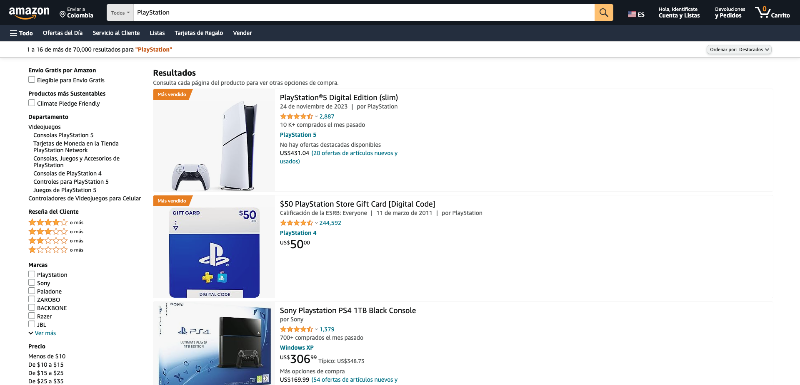 amazon
Enviar a
Colombia
Todos
PlayStation
ES
Hola, Identifícate
Cuenta y Listas
Devoluciones
y Pedidos
0
Carrito
Todo
Ofertas del Día
Servicio al Cliente
Listas
Tarjetas de Regalo
Vender
1 a 16 de más de 70,000 resultados para "PlayStation"
Ordenar por: Destacados
Envío Gratis por Amazon
Elegible para Envío Gratis
Productos más Sustentables
Climate Pledge Friendly
Departamento
Videojuegos
Consolas PlayStation 5
Tarjetas de Moneda en la Tienda
PlayStation Network
Consolas, Juegos y Accesorios de
PlayStation
Consolas de PlayStation 4
Controles para PlayStation 5
Juegos de PlayStation 5
Controladores de Videojuegos para Celular
Reseña del Cliente
o más
o más
o más
o más
Marcas
PlayStation
Sony
Paladone
ZAROBO
BACKBONE
Razer
JBL
Ver más
Precio
Menos de $10
De $10 a $15
De $15 a $25
De $25 a $35
Resultados
Consulta cada página del producto para ver otras opciones de compra.
Más vendido
PlayStation®5 Digital Edition (slim)
24 de noviembre de 2023 | por PlayStation
2,887
10 K+ comprados el mes pasado
PlayStation 5
No hay ofertas destacadas disponibles
US$431.04 (20 ofertas de artículos nuevos y
usados)
Más vendido
GIFT CARD
$50
DIGITAL CODE
$50 PlayStation Store Gift Card [Digital Code]
Calificación de la ESRB: Everyone | 11 de marzo de 2011 | por PlayStation
244,592
PlayStation 4
US$50 00
PS4
1TB EDITION
Sony Playstation PS4 1TB Black Console
por Sony
1,579
700+ comprados el mes pasado
Windows XP
US$306 99 Típico: US$348.73
Más opciones de compra
US$169.99 (54 ofertas de artículos nuevos y